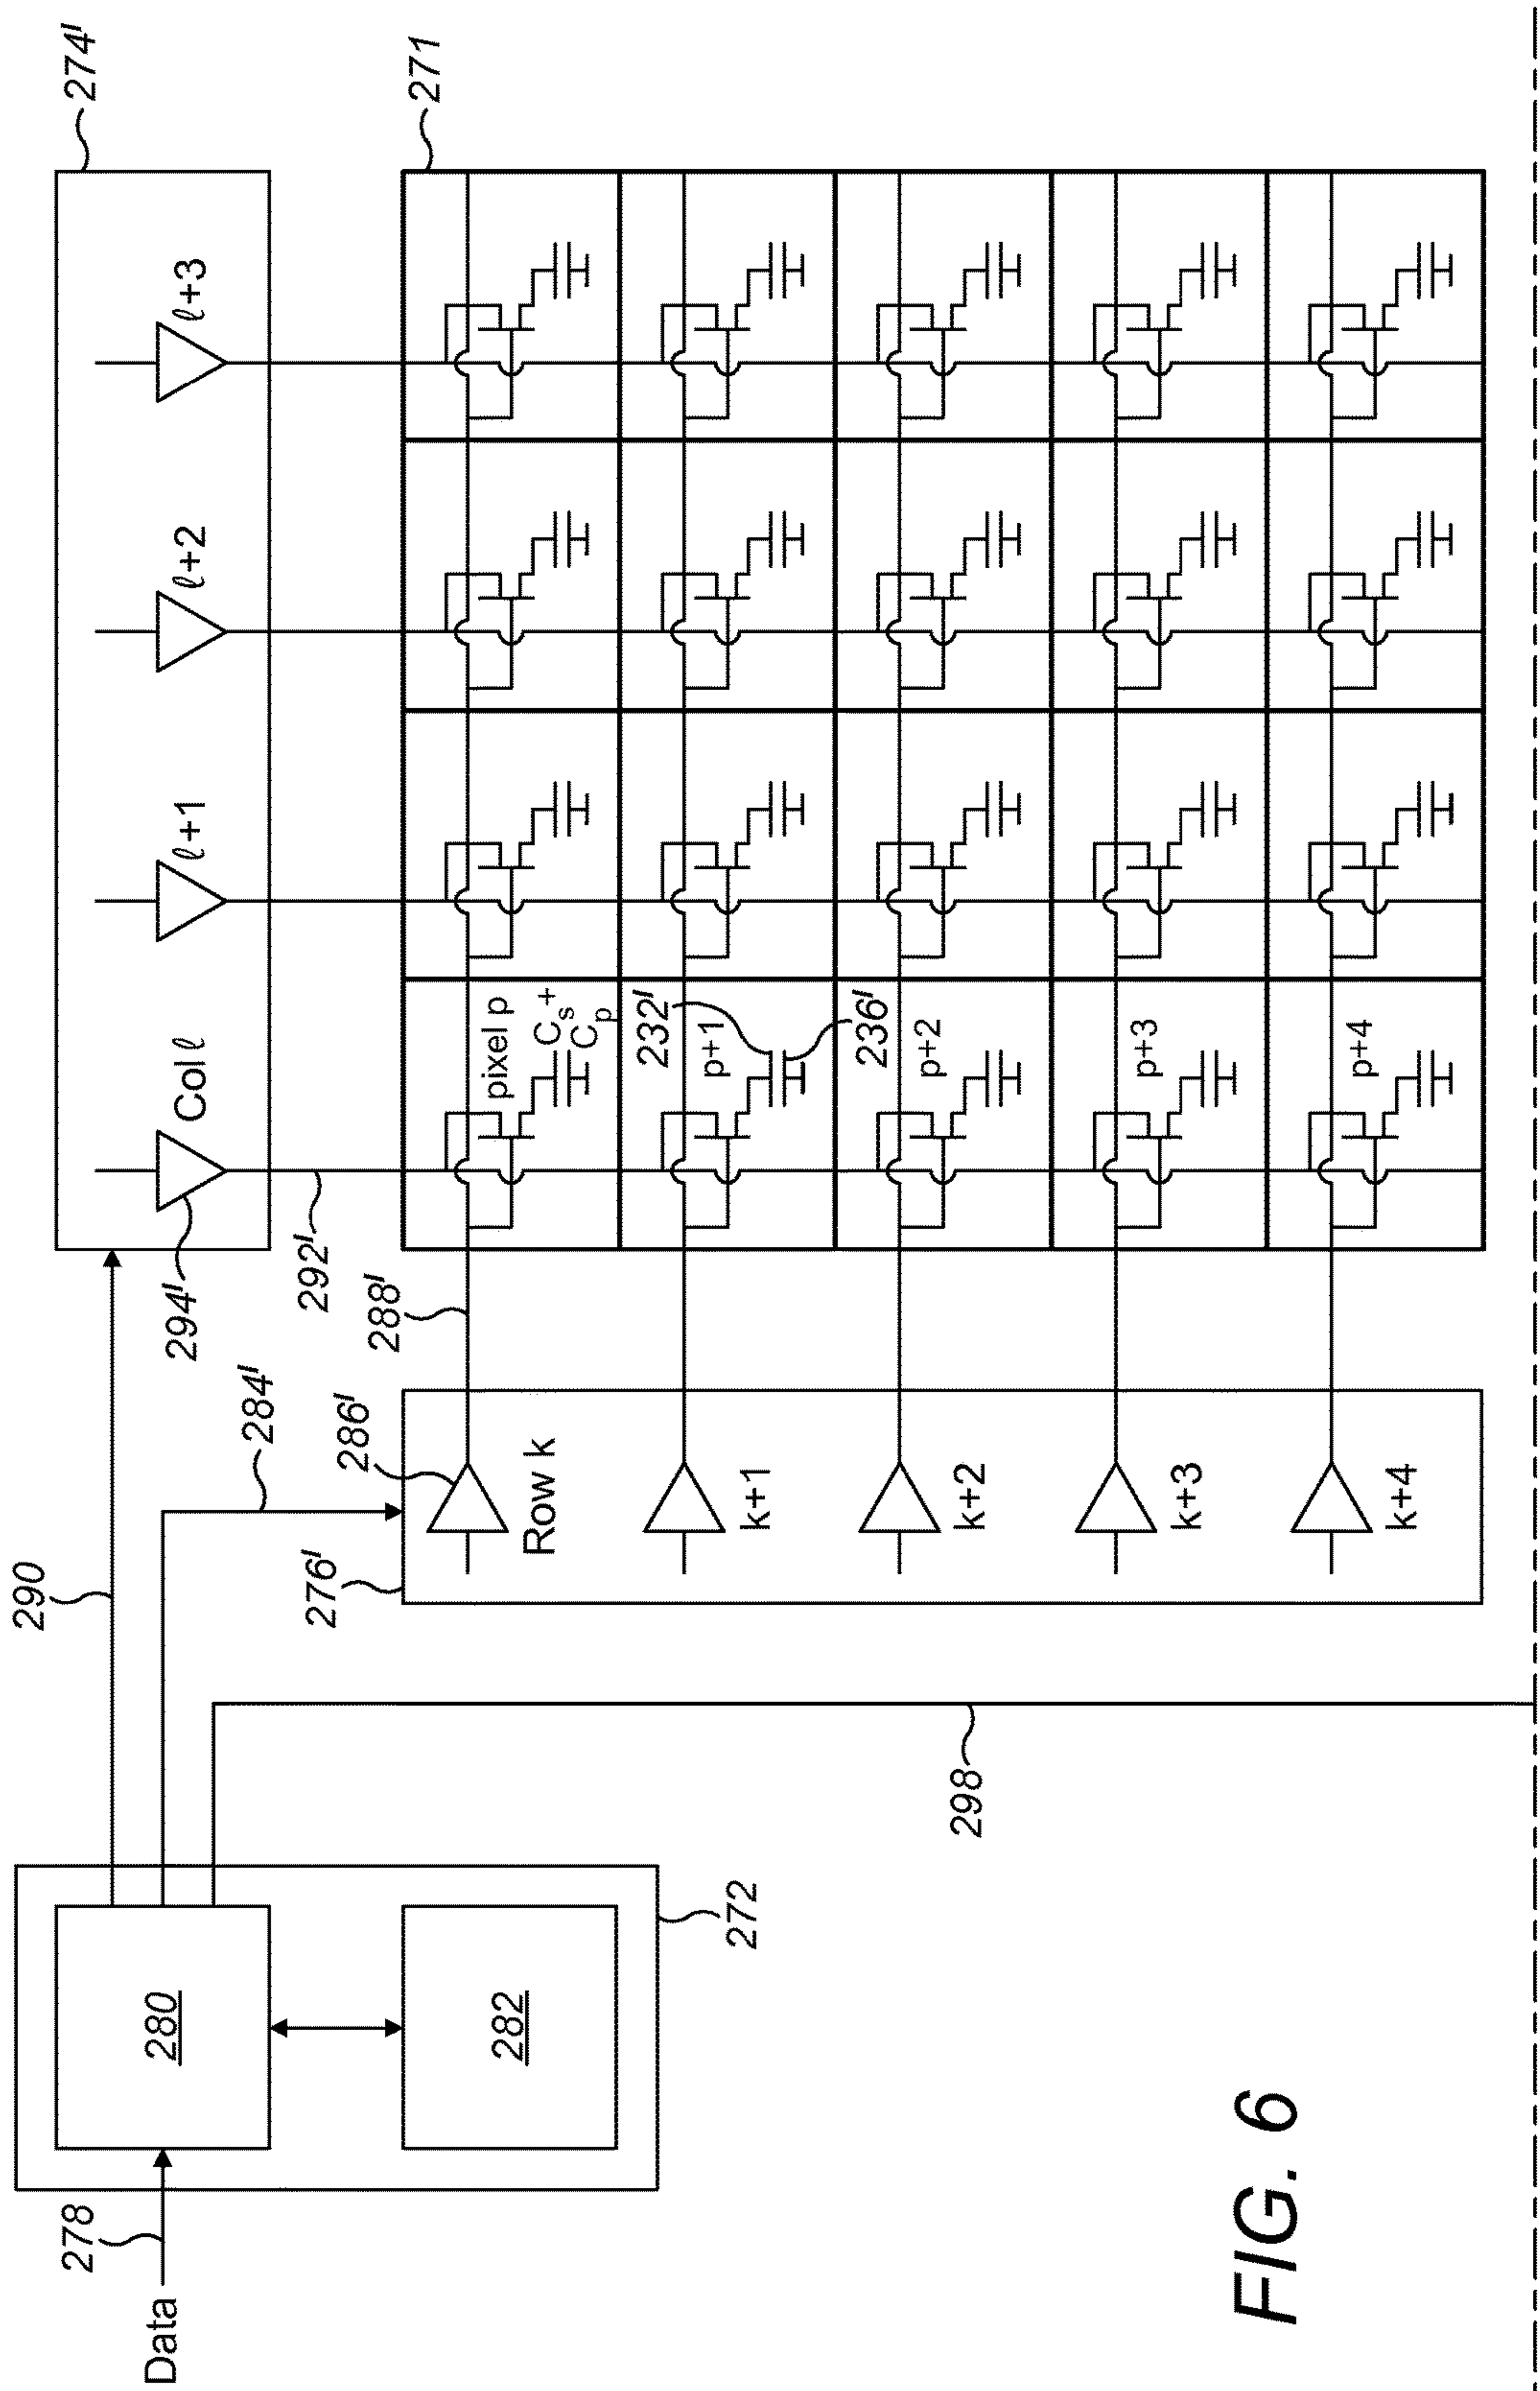 Data
278
280
282
272
290
284'
298
276'
286'
Row k
k+1
k+2
k+3
k+4
288'
292'
294'
Col ℓ
ℓ+1
ℓ+2
ℓ+3
274'
271
pixel p
Cs+
Cp
232'
p+1
236'
p+2
p+3
p+4
FIG. 6